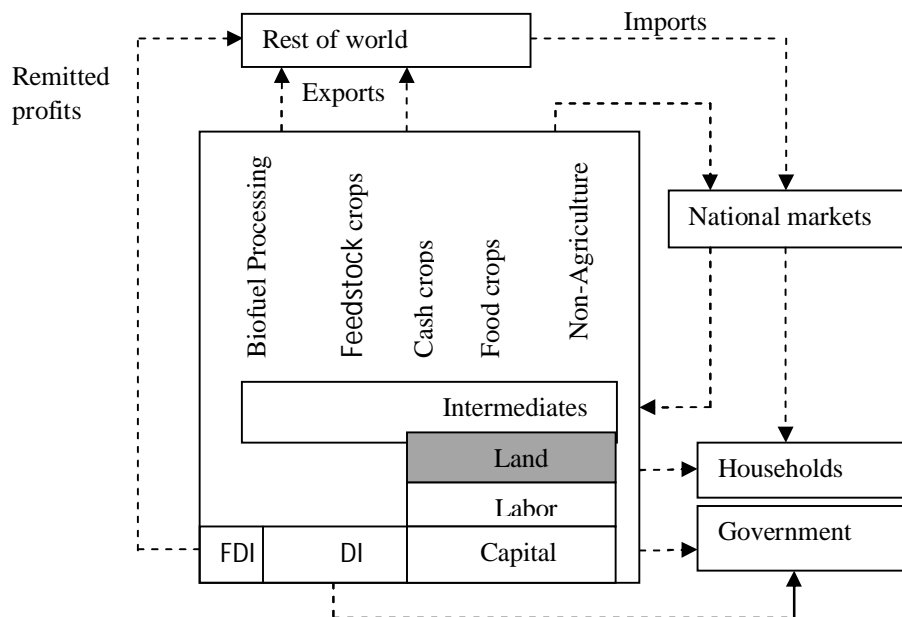 Rest of world
Imports
Remitted
profits
Exports
Biofuel Processing
Feedstock crops
Cash crops
Food crops
Non-Agriculture
National markets
Intermediates
Land
Households
Labor
Government
FDI
DI
Capital